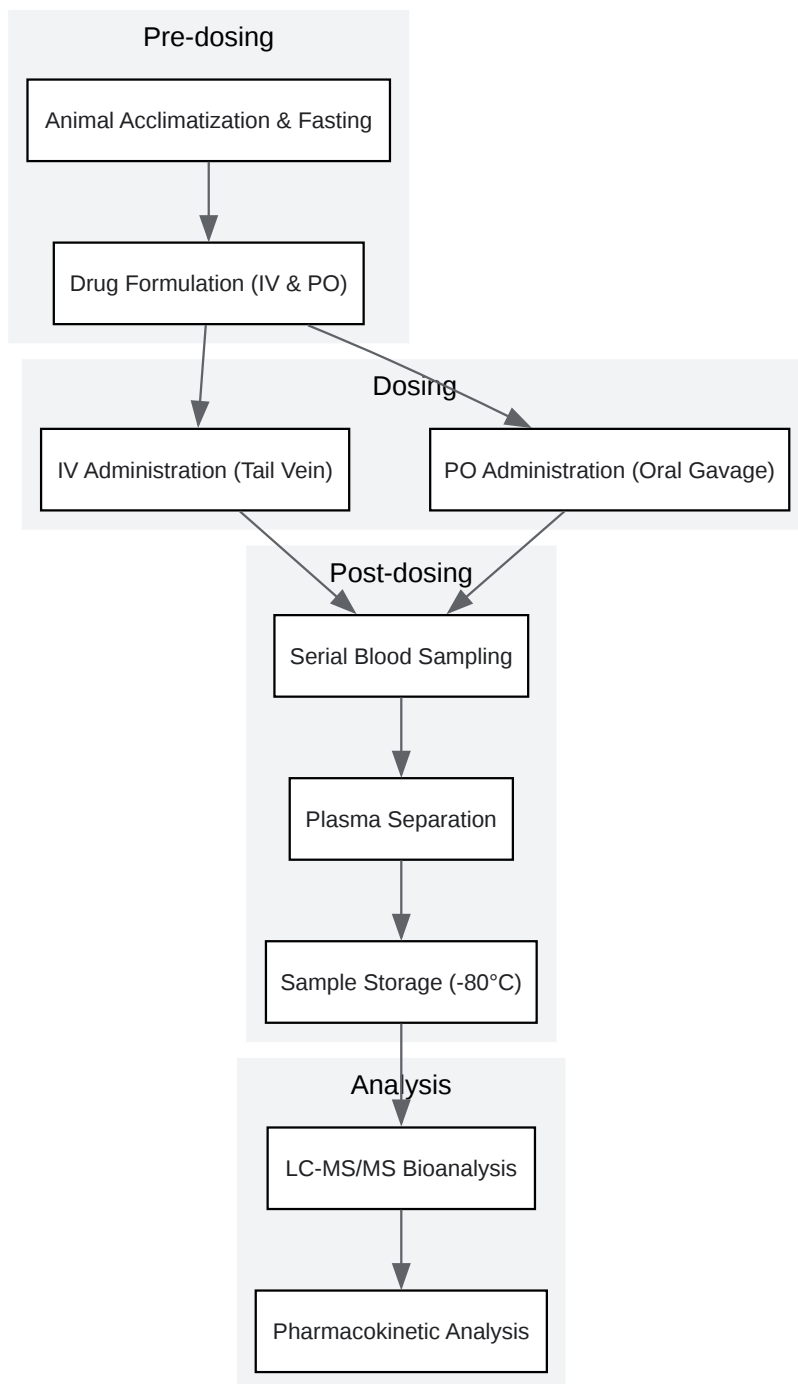 Pre-dosing
Animal Acclimatization & Fasting
Drug Formulation (IV & PO)
Dosing
IV Administration (Tail Vein)
PO Administration (Oral Gavage)
Post-dosing
Serial Blood Sampling
Plasma Separation
Sample Storage (-80°C)
Analysis
LC-MS/MS Bioanalysis
Pharmacokinetic Analysis